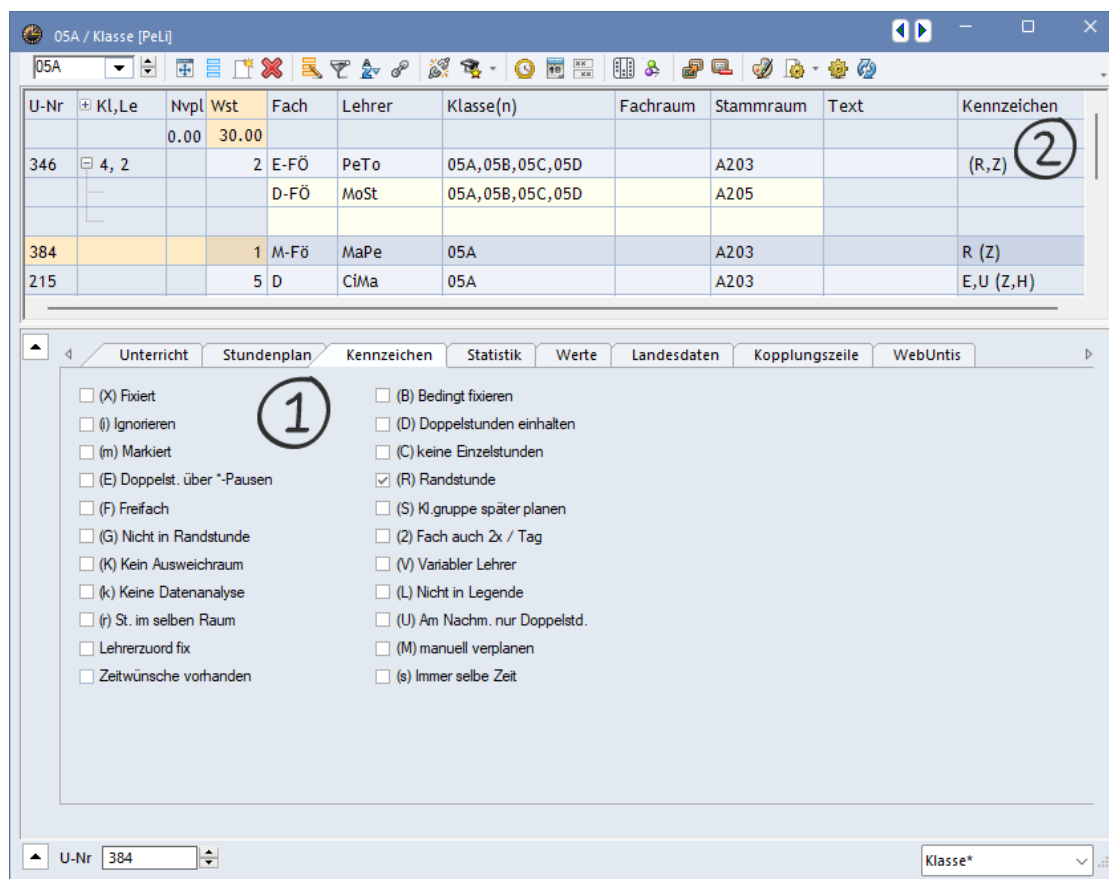 05A / Klasse [PeLi]
05A
U-Nr Kl,Le Nvpl Wst Fach Lehrer Klasse(n) Fachraum Stammraum Text Kennzeichen
0.00 30.00
346 4, 2 2 E-FÖ PeTo 05A,05B,05C,05D A203 (R,Z) 2
D-FÖ MoSt 05A,05B,05C,05D A205
384 1 M-Fö MaPe 05A A203 R (Z)
215 5 D CiMa 05A A203 E,U (Z,H)
Unterricht Stundenplan Kennzeichen Statistik Werte Landesdaten Kopplungszeile WebUntis
(X) Fixiert (B) Bedingt fixieren
1
(i) Ignorieren (D) Doppelstunden einhalten
(m) Markiert (C) keine Einzelstunden
(E) Doppelst. über *-Pausen (R) Randstunde
(F) Freifach (S) Kl.gruppe später planen
(G) Nicht in Randstunde (2) Fach auch 2x / Tag
(K) Kein Ausweichraum (V) Variabler Lehrer
(k) Keine Datenanalyse (L) Nicht in Legende
(r) St. im selben Raum (U) Am Nachm. nur Doppelstd.
Lehrerzuord fix (M) manuell verplanen
Zeitwünsche vorhanden (s) Immer selbe Zeit
U-Nr 384 Klasse*